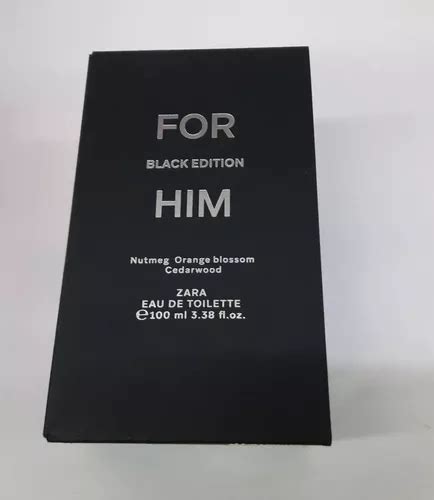 FOR
BLACK EDITION
HIM
Nutmeg Orange blossom
Cedarwood
ZARA
EAU DE TOILETTE
℮100 ml 3.38 fl.oz.